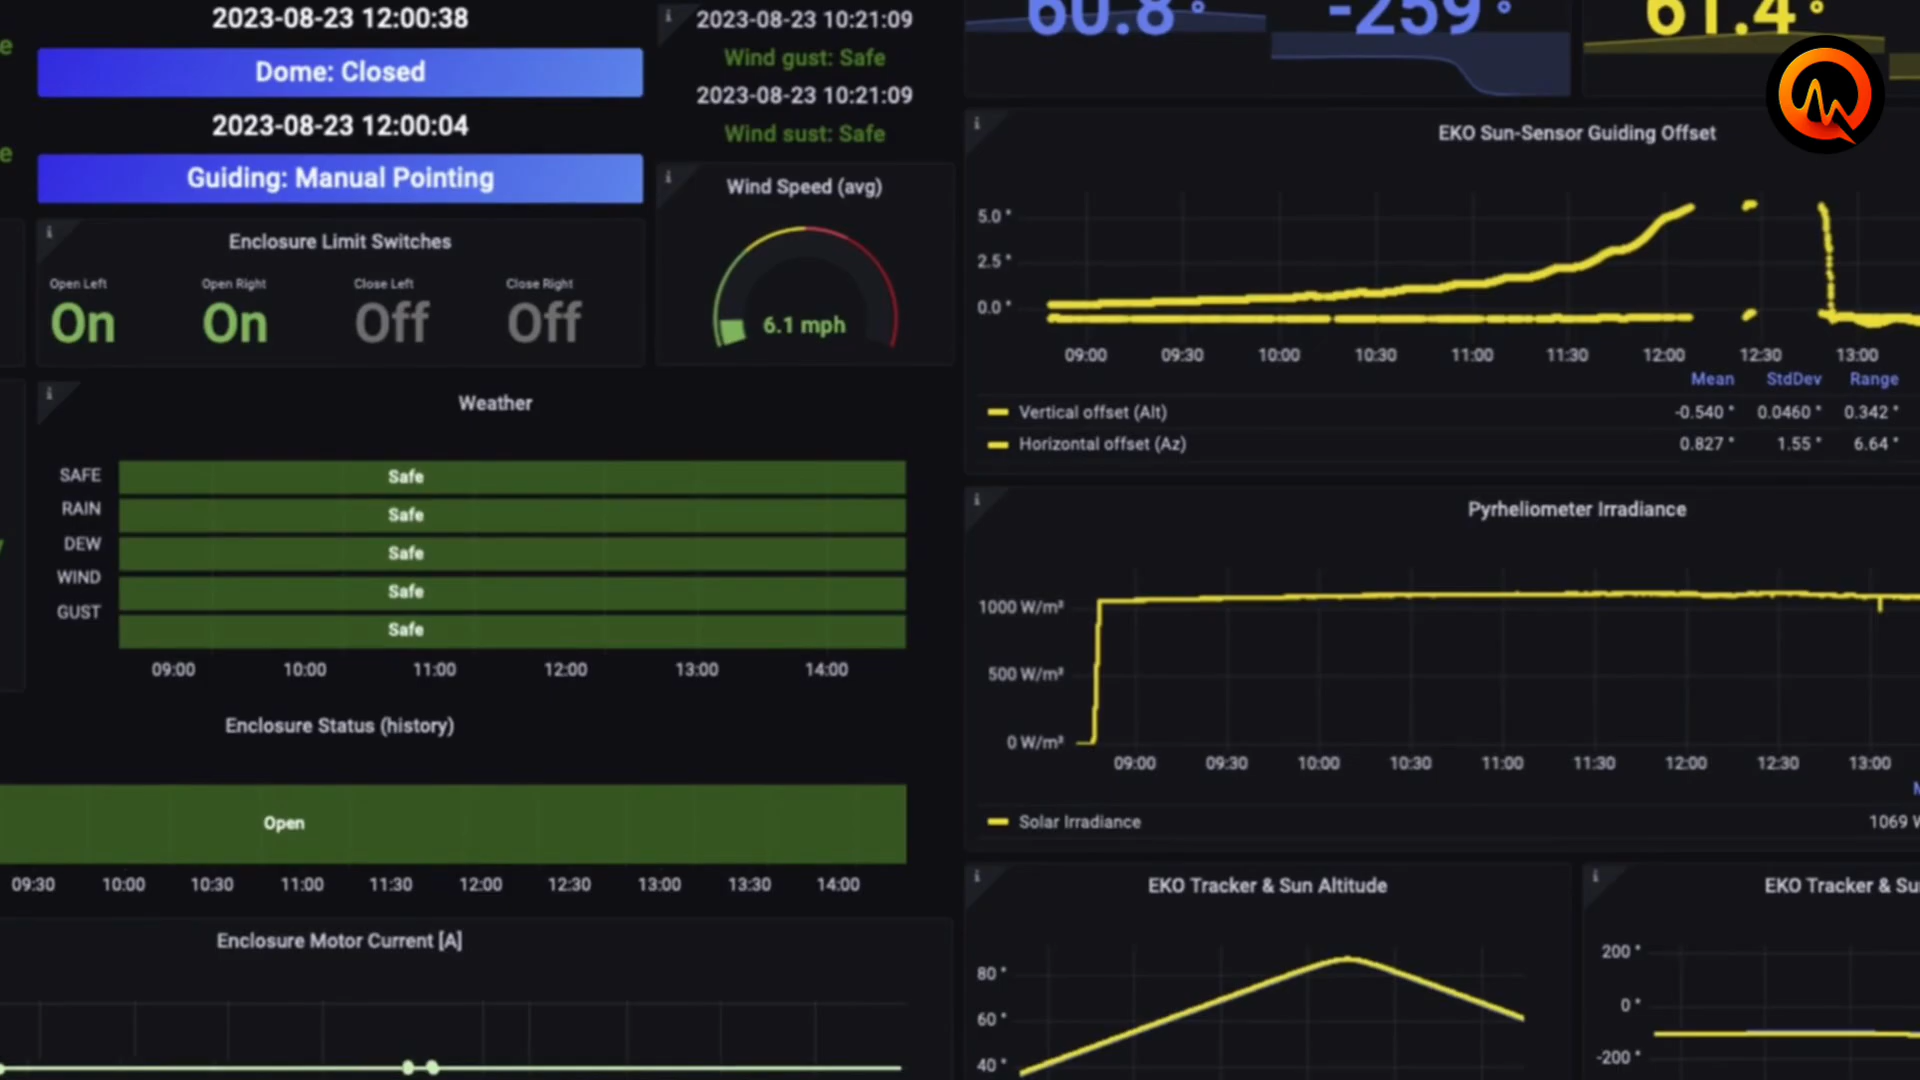 2023-08-23 12:00:38
Dome: Closed
2023-08-23 12:00:04
Guiding: Manual Pointing
2023-08-23 10:21:09
Wind gust: Safe
2023-08-23 10:21:09
Wind sust: Safe
60.8°
-259°
61.4°
Enclosure Limit Switches
Open Left
Open Right
Close Left
Close Right
On
On
Off
Off
Wind Speed (avg)
6.1 mph
Weather
SAFE
RAIN
DEW
WIND
GUST
Safe
Safe
Safe
Safe
Safe
09:00 10:00 11:00 12:00 13:00 14:00
Enclosure Status (history)
Open
09:30 10:00 10:30 11:00 11:30 12:00 12:30 13:00 13:30 14:00
Enclosure Motor Current [A]
EKO Sun-Sensor Guiding Offset
5.0°
2.5°
0.0°
09:00 09:30 10:00 10:30 11:00 11:30 12:00 12:30 13:00
Mean StdDev Range
Vertical offset (Alt) -0.540° 0.0460° 0.342°
Horizontal offset (Az) 0.827° 1.55° 6.64°
Pyrheliometer Irradiance
1000 W/m²
500 W/m²
0 W/m²
09:00 09:30 10:00 10:30 11:00 11:30 12:00 12:30 13:00
Solar Irradiance 1069 W
EKO Tracker & Sun Altitude
80°
60°
40°
EKO Tracker & Su
200°
0°
-200°